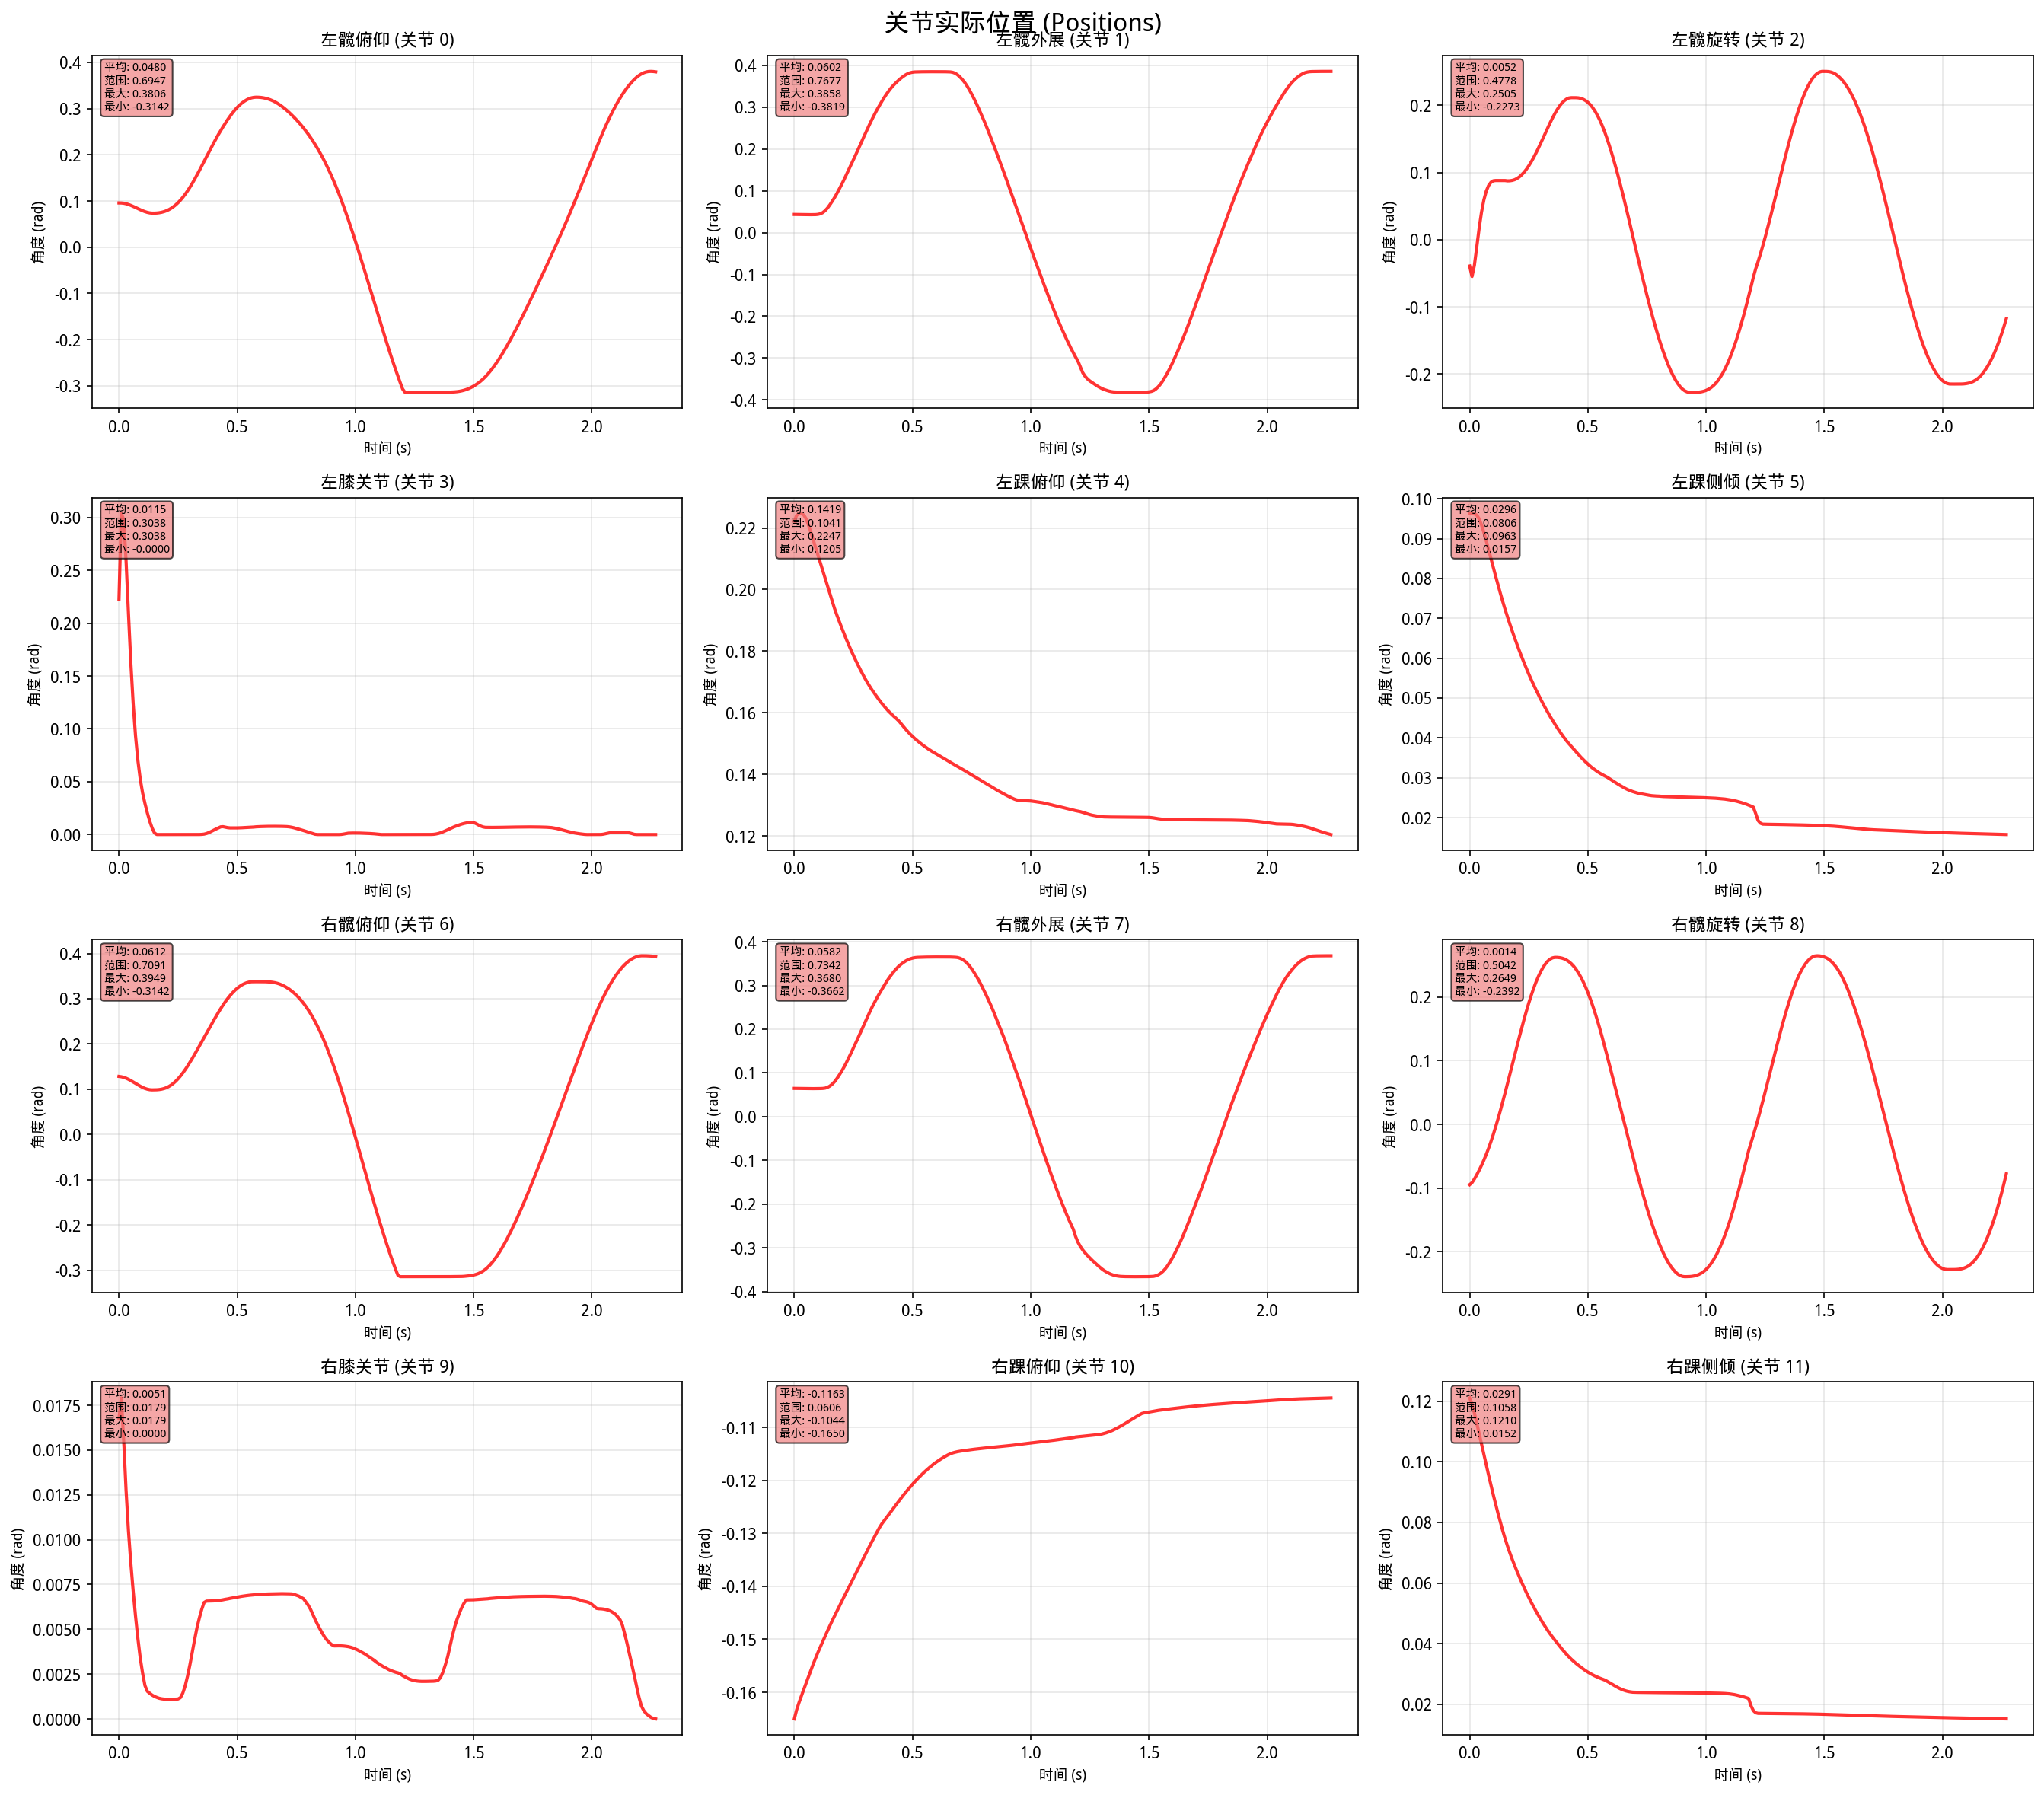 关节实际位置 (Positions)
左髋俯仰 (关节 0)
平均: 0.0480
范围: 0.6947
最大: 0.3806
最小: -0.3142
0.4
0.3
0.2
0.1
0.0
-0.1
-0.2
-0.3
角度 (rad)
0.0 0.5 1.0 1.5 2.0
时间 (s)
左髋外展 (关节 1)
平均: 0.0602
范围: 0.7677
最大: 0.3858
最小: -0.3819
0.4
0.3
0.2
0.1
0.0
-0.1
-0.2
-0.3
-0.4
角度 (rad)
0.0 0.5 1.0 1.5 2.0
时间 (s)
左髋旋转 (关节 2)
平均: 0.0052
范围: 0.4778
最大: 0.2505
最小: -0.2273
0.2
0.1
0.0
-0.1
-0.2
角度 (rad)
0.0 0.5 1.0 1.5 2.0
时间 (s)
左膝关节 (关节 3)
平均: 0.0115
范围: 0.3038
最大: 0.3038
最小: -0.0000
0.30
0.25
0.20
0.15
0.10
0.05
0.00
角度 (rad)
0.0 0.5 1.0 1.5 2.0
时间 (s)
左踝俯仰 (关节 4)
平均: 0.1419
范围: 0.1041
最大: 0.2247
最小: 0.1205
0.22
0.20
0.18
0.16
0.14
0.12
角度 (rad)
0.0 0.5 1.0 1.5 2.0
时间 (s)
左踝侧倾 (关节 5)
平均: 0.0296
范围: 0.0806
最大: 0.0963
最小: 0.0157
0.10
0.09
0.08
0.07
0.06
0.05
0.04
0.03
0.02
角度 (rad)
0.0 0.5 1.0 1.5 2.0
时间 (s)
右髋俯仰 (关节 6)
平均: 0.0612
范围: 0.7091
最大: 0.3949
最小: -0.3142
0.4
0.3
0.2
0.1
0.0
-0.1
-0.2
-0.3
角度 (rad)
0.0 0.5 1.0 1.5 2.0
时间 (s)
右髋外展 (关节 7)
平均: 0.0582
范围: 0.7342
最大: 0.3680
最小: -0.3662
0.4
0.3
0.2
0.1
0.0
-0.1
-0.2
-0.3
-0.4
角度 (rad)
0.0 0.5 1.0 1.5 2.0
时间 (s)
右髋旋转 (关节 8)
平均: 0.0014
范围: 0.5042
最大: 0.2649
最小: -0.2392
0.2
0.1
0.0
-0.1
-0.2
角度 (rad)
0.0 0.5 1.0 1.5 2.0
时间 (s)
右膝关节 (关节 9)
平均: 0.0051
范围: 0.0179
最大: 0.0179
最小: 0.0000
0.0175
0.0150
0.0125
0.0100
0.0075
0.0050
0.0025
0.0000
角度 (rad)
0.0 0.5 1.0 1.5 2.0
时间 (s)
右踝俯仰 (关节 10)
平均: -0.1163
范围: 0.0606
最大: -0.1044
最小: -0.1650
-0.11
-0.12
-0.13
-0.14
-0.15
-0.16
角度 (rad)
0.0 0.5 1.0 1.5 2.0
时间 (s)
右踝侧倾 (关节 11)
平均: 0.0291
范围: 0.1058
最大: 0.1210
最小: 0.0152
0.12
0.10
0.08
0.06
0.04
0.02
角度 (rad)
0.0 0.5 1.0 1.5 2.0
时间 (s)